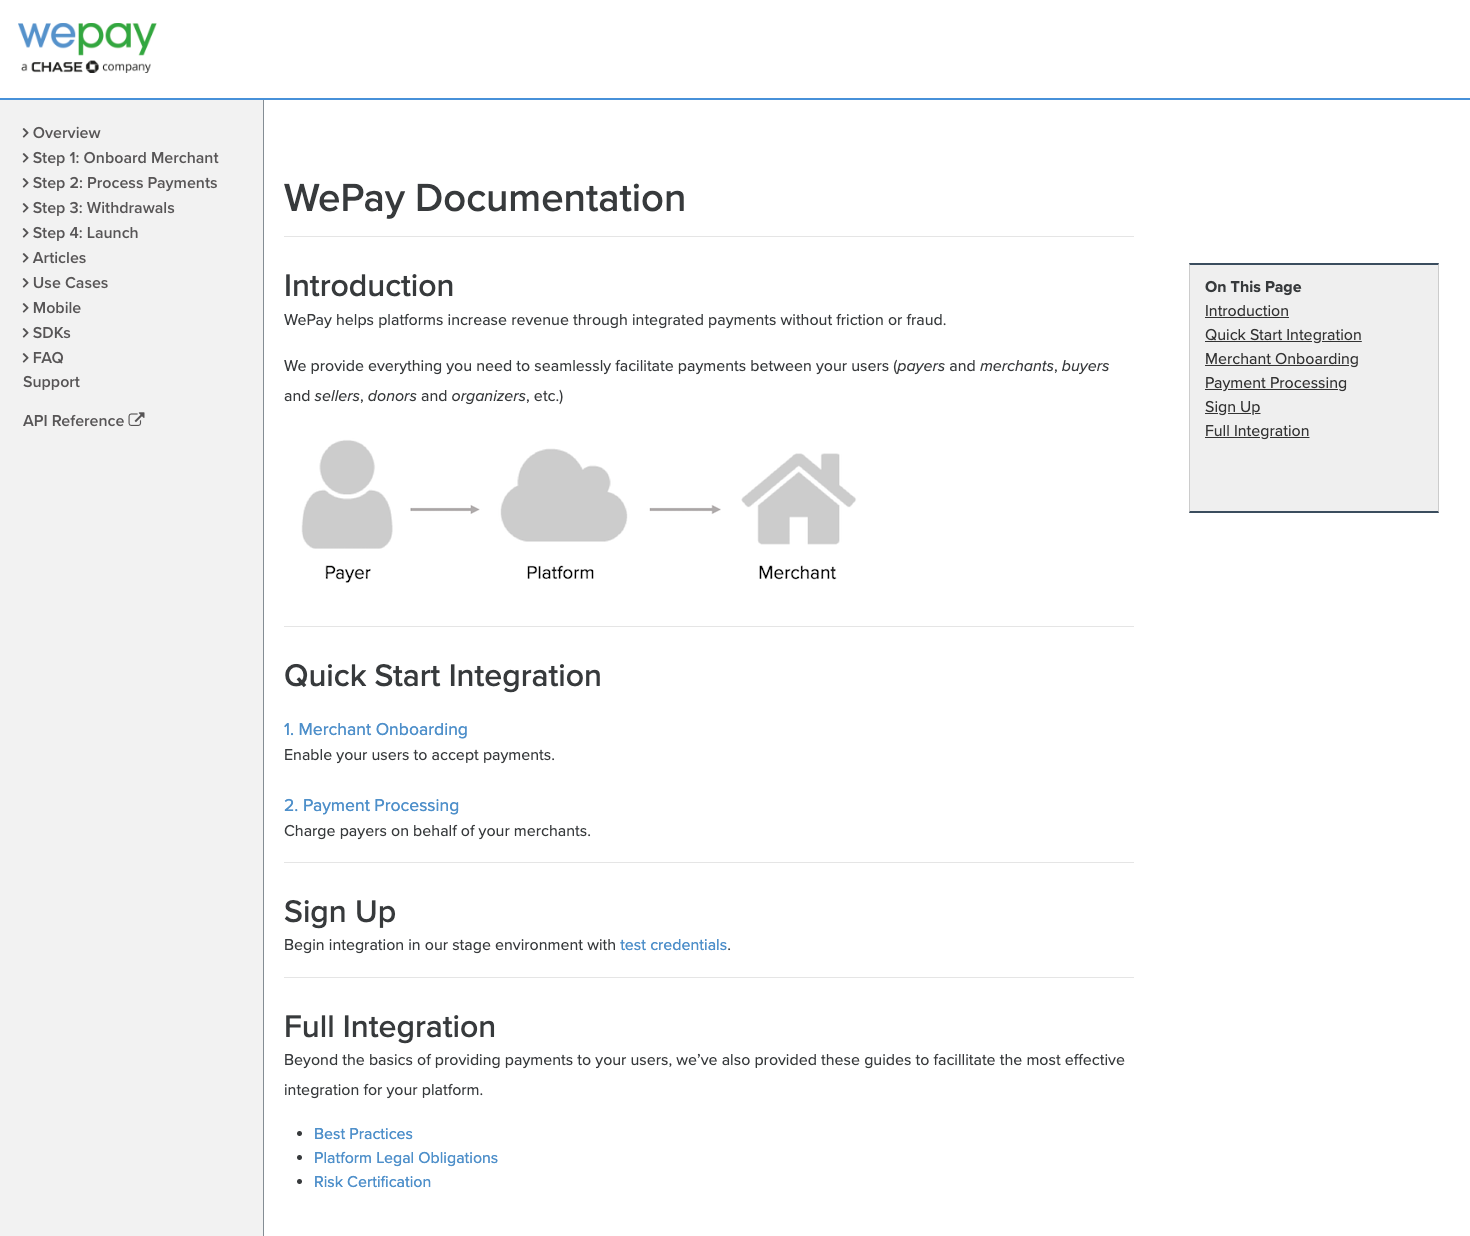 wepay
a CHASE company
Overview
Step 1: Onboard Merchant
Step 2: Process Payments
Step 3: Withdrawals
Step 4: Launch
Articles
Use Cases
Mobile
SDKs
FAQ
Support
API Reference
WePay Documentation
Introduction
WePay helps platforms increase revenue through integrated payments without friction or fraud.
We provide everything you need to seamlessly facilitate payments between your users (payers and merchants, buyers
and sellers, donors and organizers, etc.)
Payer
Platform
Merchant
Quick Start Integration
1. Merchant Onboarding
Enable your users to accept payments.
2. Payment Processing
Charge payers on behalf of your merchants.
Sign Up
Begin integration in our stage environment with test credentials.
Full Integration
Beyond the basics of providing payments to your users, we’ve also provided these guides to facillitate the most effective
integration for your platform.
• Best Practices
• Platform Legal Obligations
• Risk Certification
On This Page
Introduction
Quick Start Integration
Merchant Onboarding
Payment Processing
Sign Up
Full Integration